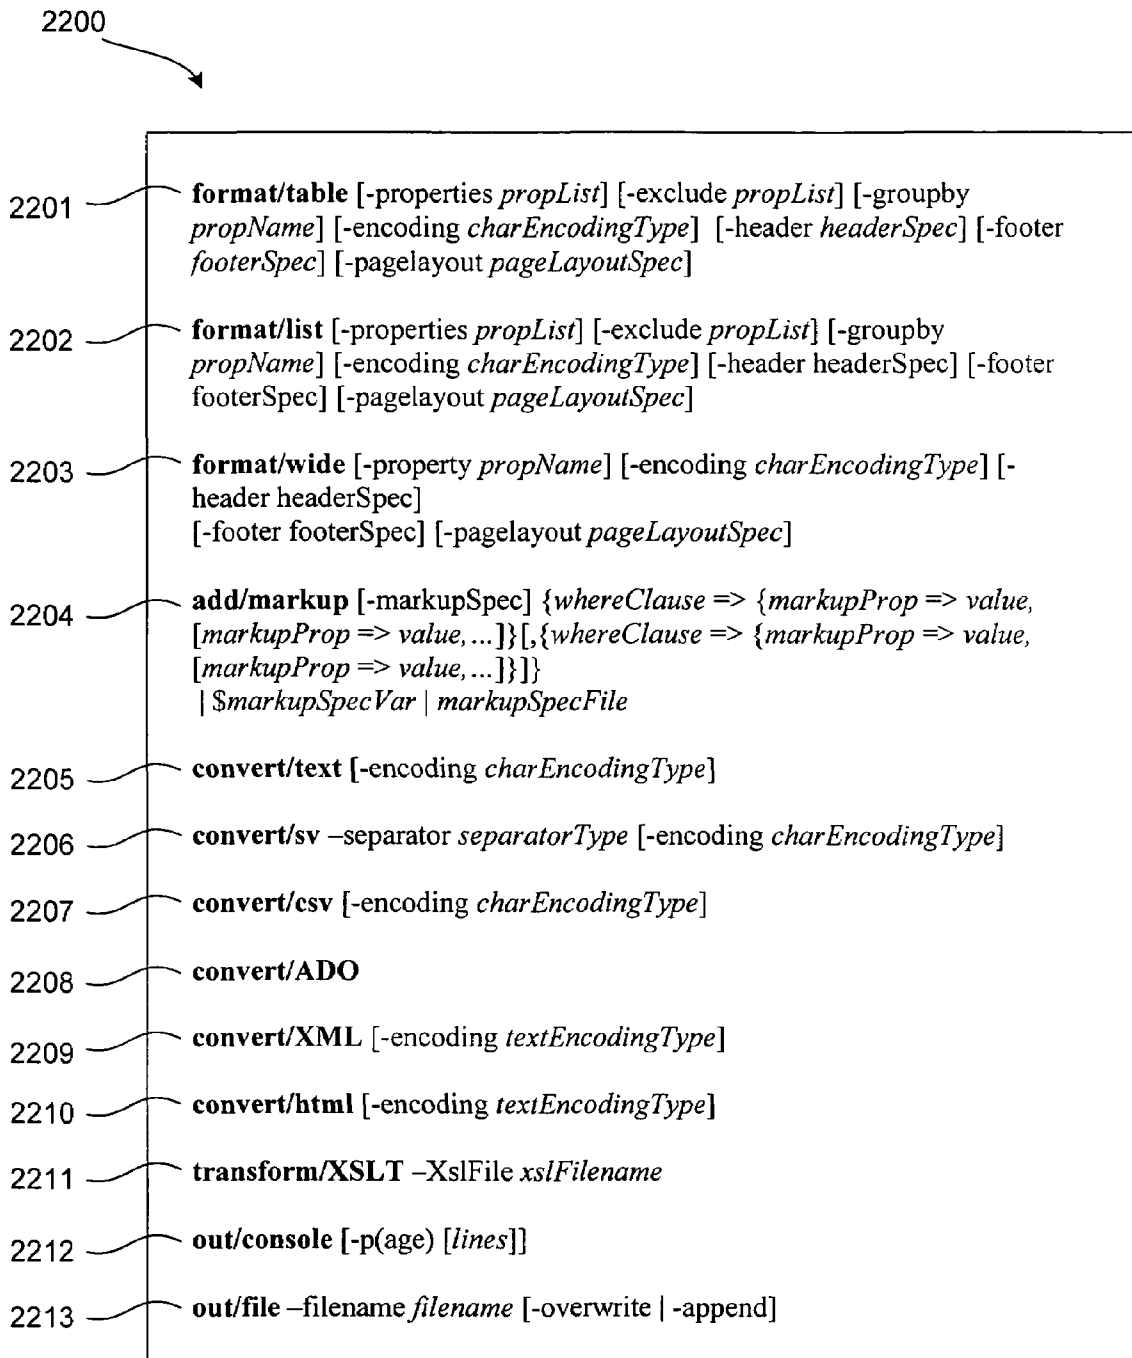 2200
2201 format/table [-properties propList] [-exclude propList] [-groupby
propName] [-encoding charEncodingType] [-header headerSpec] [-footer
footerSpec] [-pagelayout pageLayoutSpec]
2202 format/list [-properties propList] [-exclude propList] [-groupby
propName] [-encoding charEncodingType] [-header headerSpec] [-footer
footerSpec] [-pagelayout pageLayoutSpec]
2203 format/wide [-property propName] [-encoding charEncodingType] [-
header headerSpec]
[-footer footerSpec] [-pagelayout pageLayoutSpec]
2204 add/markup [-markupSpec] {whereClause => {markupProp => value,
[markupProp => value,...]}[,{whereClause => {markupProp => value,
[markupProp => value,...]}]}
| $markupSpecVar | markupSpecFile
2205 convert/text [-encoding charEncodingType]
2206 convert/sv –separator separatorType [-encoding charEncodingType]
2207 convert/csv [-encoding charEncodingType]
2208 convert/ADO
2209 convert/XML [-encoding textEncodingType]
2210 convert/html [-encoding textEncodingType]
2211 transform/XSLT –XslFile xslFilename
2212 out/console [-p(age) [lines]]
2213 out/file –filename filename [-overwrite | -append]